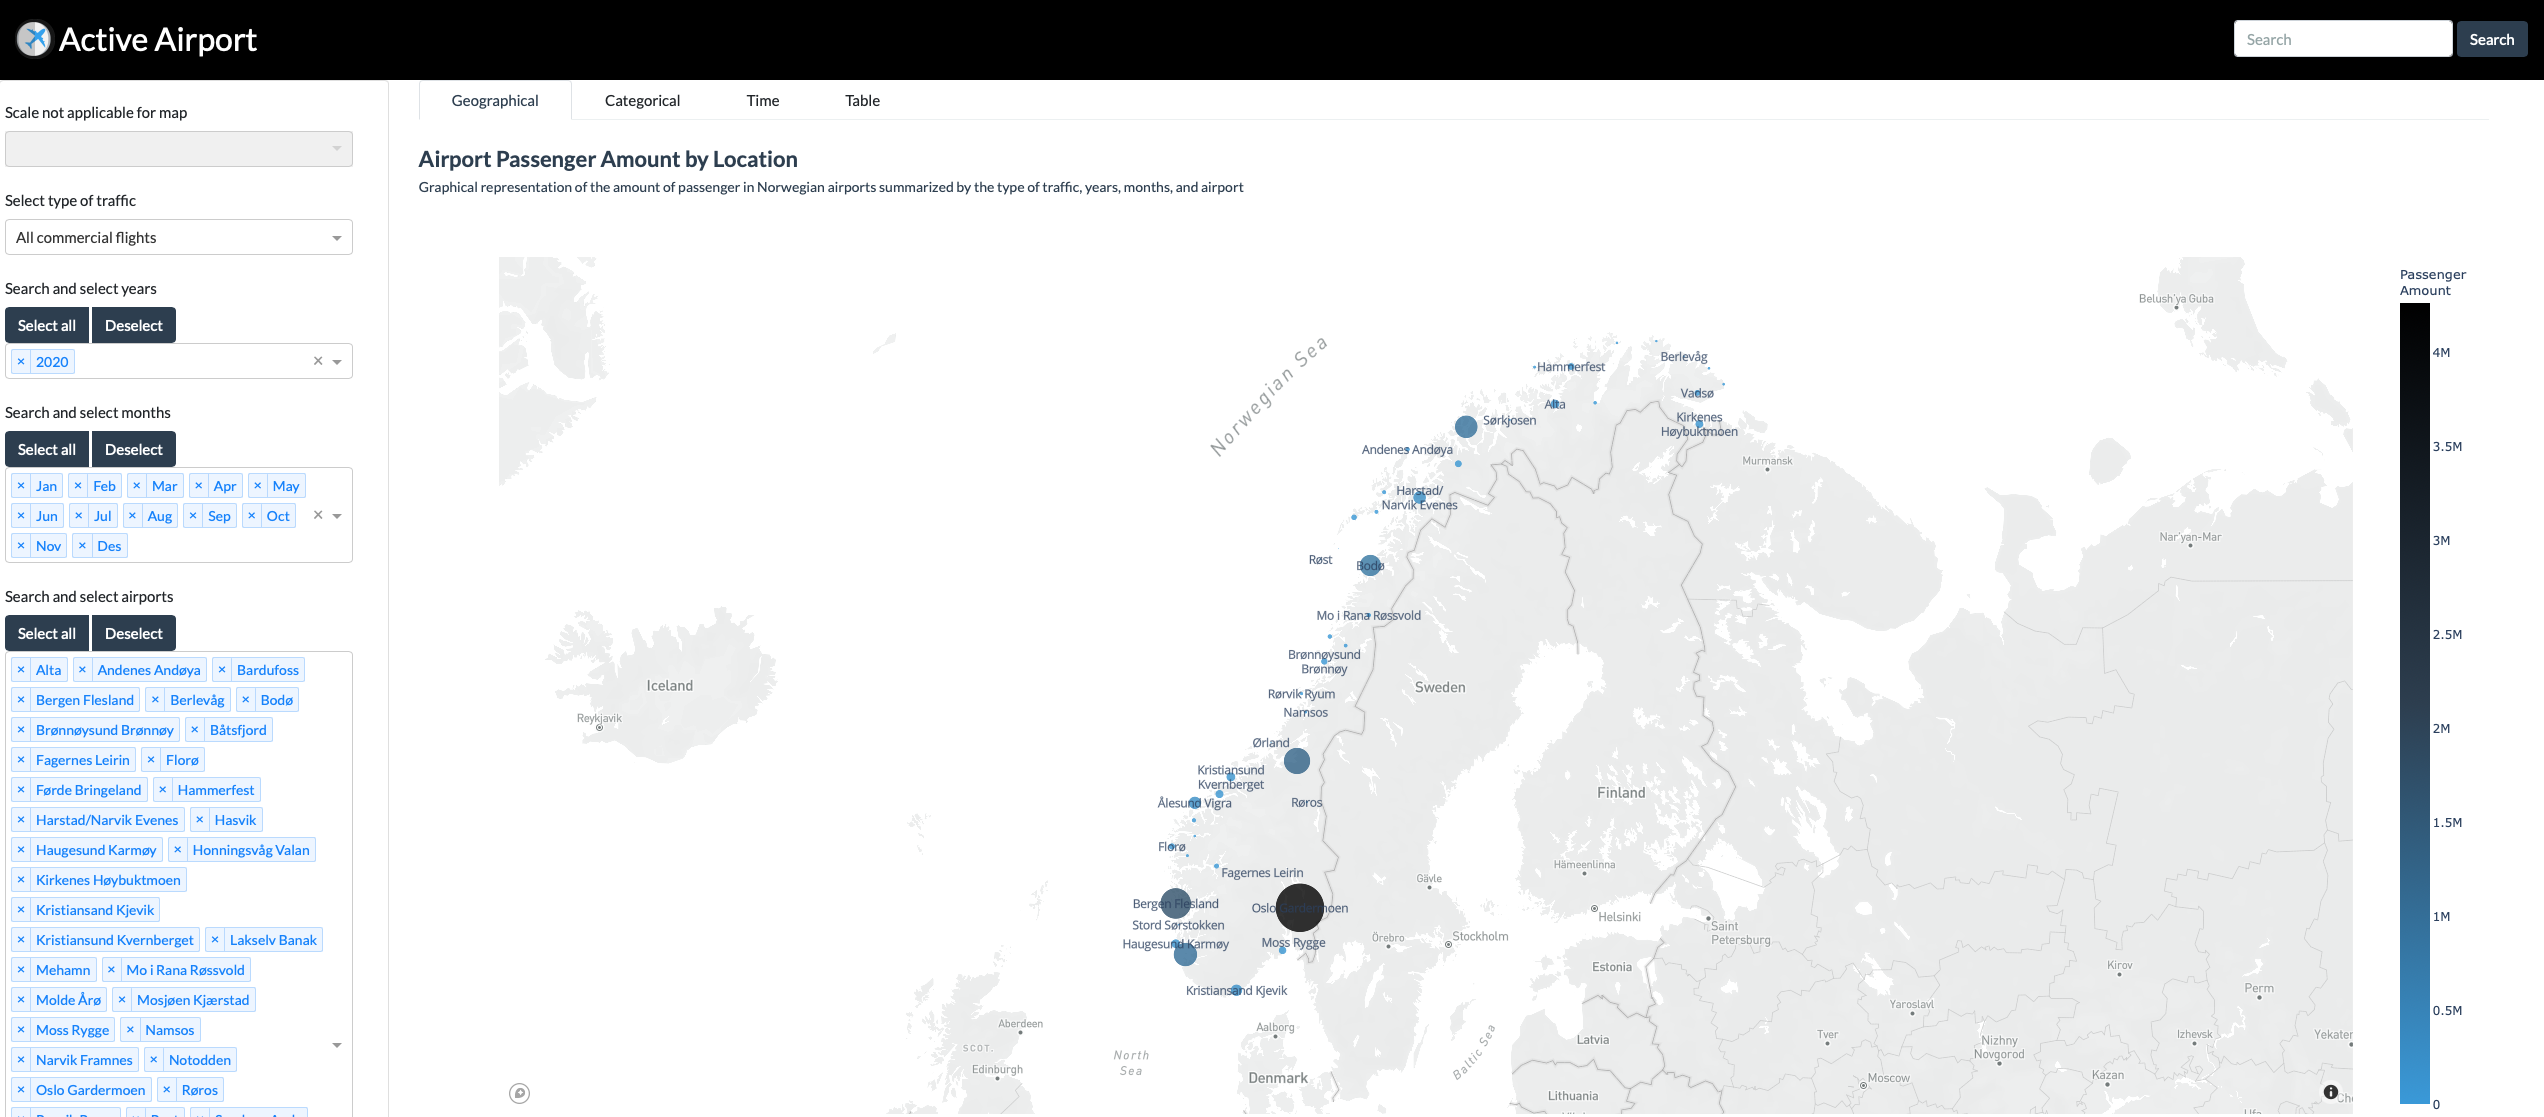 Active Airport
Search
Search
Scale not applicable for map
Select type of traffic
All commercial flights
Search and select years
Select all
Deselect
× 2020
Search and select months
Select all
Deselect
× Jan × Feb × Mar × Apr × May
× Jun × Jul × Aug × Sep × Oct
× Nov × Des
Search and select airports
Select all
Deselect
× Alta × Andenes Andøya × Bardufoss
× Bergen Flesland × Berlevåg × Bodø
× Brønnøysund Brønnøy × Båtsfjord
× Fagernes Leirin × Florø
× Førde Bringeland × Hammerfest
× Harstad/Narvik Evenes × Hasvik
× Haugesund Karmøy × Honningsvåg Valan
× Kirkenes Høybuktmoen
× Kristiansand Kjevik
× Kristiansund Kvernberget × Lakselv Banak
× Mehamn × Mo i Rana Røssvold
× Molde Årø × Mosjøen Kjærstad
× Moss Rygge × Namsos
× Narvik Framnes × Notodden
× Oslo Gardermoen × Røros
Geographical
Categorical
Time
Table
Airport Passenger Amount by Location
Graphical representation of the amount of passenger in Norwegian airports summarized by the type of traffic, years, months, and airport
Belush'ya Guba
Norwegian Sea
Berlevåg
Hammerfest
Vadsø
Alta
Kirkenes
Høybuktmoen
Sørkjosen
Andenes Andøya
Murmansk
Harstad/
Narvik Evenes
Nar'yan-Mar
Røst
Bodø
Mo i Rana Røssvold
Brønnøysund
Brønnøy
Iceland
Sweden
Rørvik Ryum
Namsos
Reykjavik
Ørland
Kristiansund
Kvernberget
Finland
Ålesund Vigra
Røros
Florø
Hämeenlinna
Fagernes Leirin
Gävle
Bergen Flesland
Oslo Gardermoen
Helsinki
Stord Sørstokken
Saint
Petersburg
Haugesund Karmøy
Moss Rygge
Örebro
Stockholm
Estonia
Kirov
Kristiansand Kjevik
Perm
Yaroslavl
Aberdeen
Aalborg
Tver
Izhevsk
Yekater
SCOT.
North
Sea
Baltic Sea
Latvia
Nizhny
Novgorod
Edinburgh
Denmark
Moscow
Kazan
Lithuania
Passenger
Amount
4M
3.5M
3M
2.5M
2M
1.5M
1M
0.5M
0